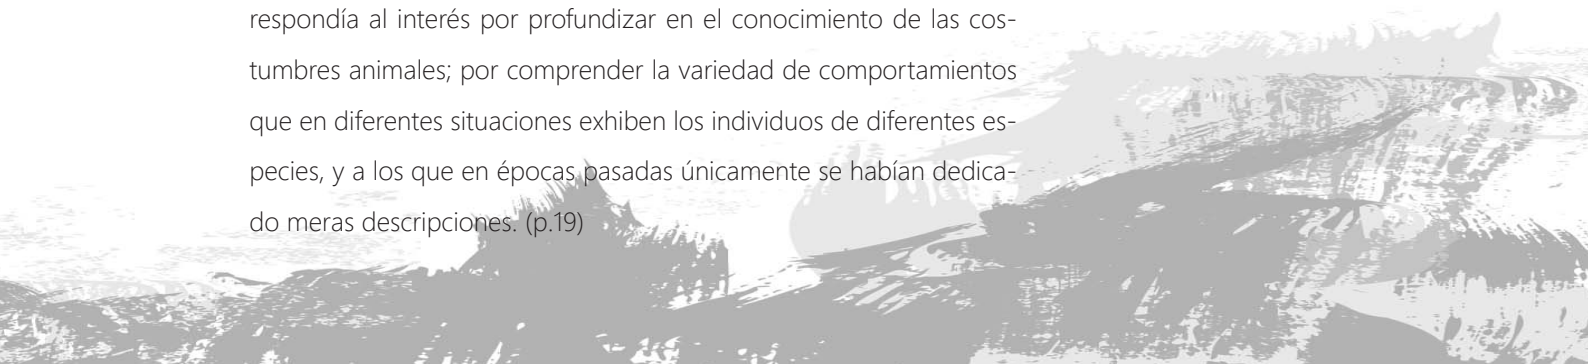 respondía al interés por profundizar en el conocimiento de las cos-
tumbres animales; por comprender la variedad de comportamientos
que en diferentes situaciones exhiben los individuos de diferentes es-
pecies, y a los que en épocas pasadas únicamente se habían dedica-
do meras descripciones. (p.19)